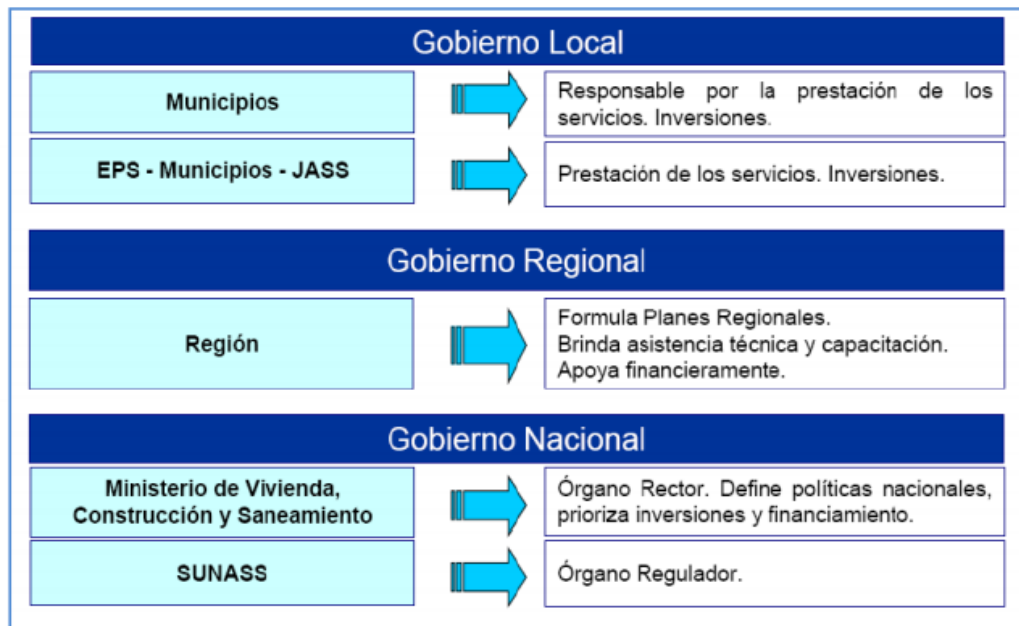 Gobierno Local
Municipios
Responsable por la prestación de los
servicios. Inversiones.
EPS - Municipios - JASS
Prestación de los servicios. Inversiones.
Gobierno Regional
Región
Formula Planes Regionales.
Brinda asistencia técnica y capacitación.
Apoya financieramente.
Gobierno Nacional
Ministerio de Vivienda,
Construcción y Saneamiento
Órgano Rector. Define políticas nacionales,
prioriza inversiones y financiamiento.
SUNASS
Órgano Regulador.